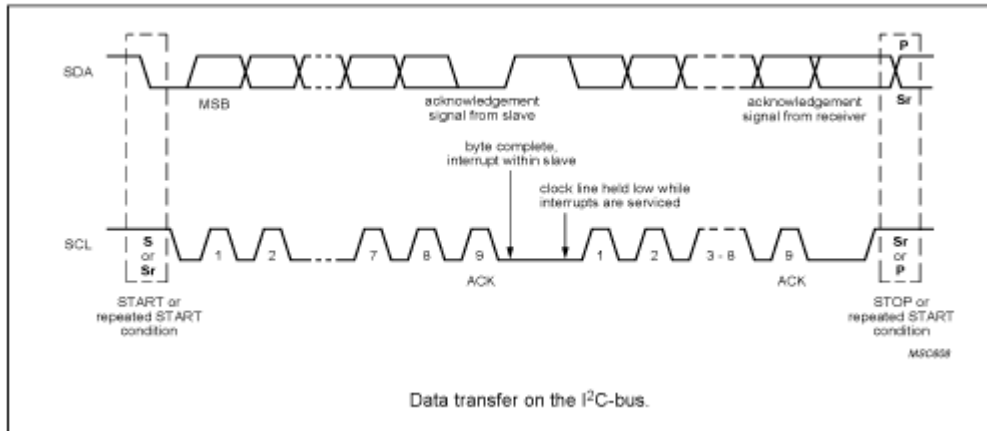 P
SDA
MSB
acknowledgement
signal from slave
acknowledgement
signal from receiver
Sr
byte complete,
interrupt within slave
clock line held low while
interrupts are serviced
SCL
S
or
Sr
1
2
7
8
9
1
2
3 - 8
9
Sr
or
P
ACK
ACK
START or
repeated START
condition
STOP or
repeated START
condition
MSC608
Data transfer on the I²C-bus.